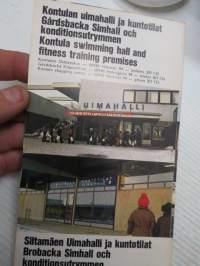 Kontulan uimahalli ja kuntotilat
Gårdsbacka Simhall och
konditionsutrymmen
Kontula swimming hall and
fitness training premises
UIMAHALLI
Siltamäen Uimahalli ja kuntotilat
Brobacka Simhall och
konditionsutrymmen